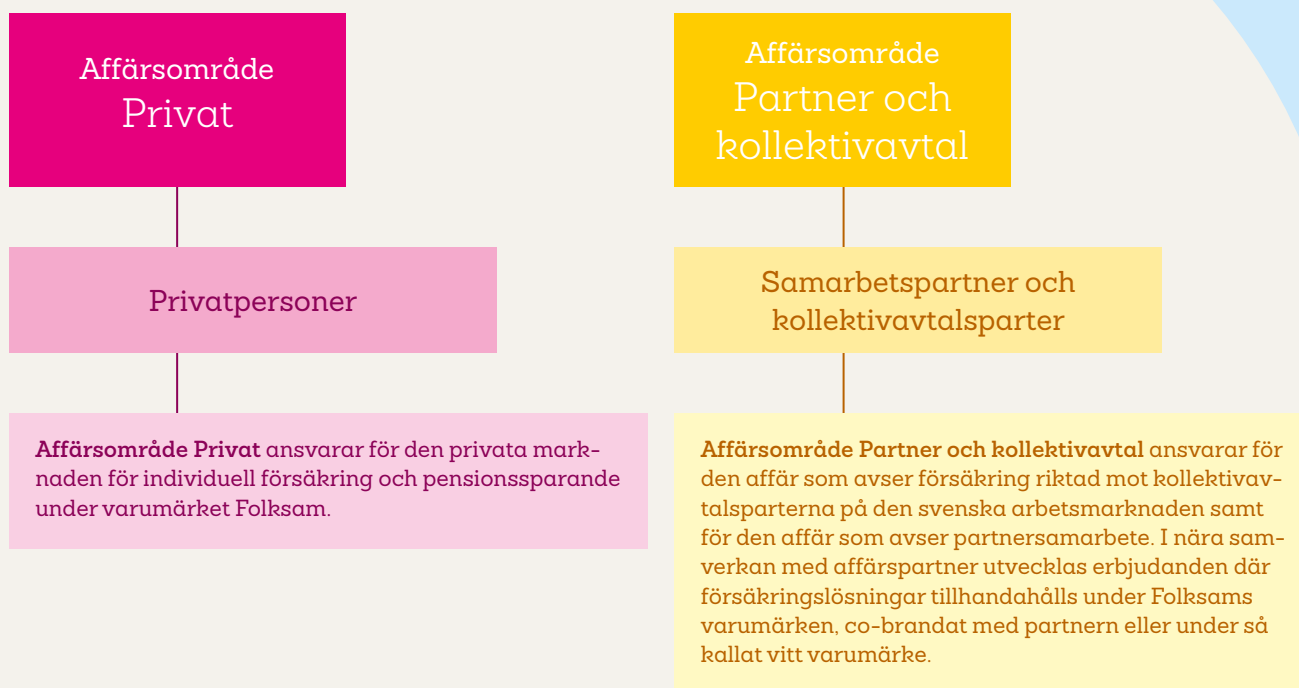 Affärsområde
Privat
Privatpersoner
Affärsområde Privat ansvarar för den privata mark-
naden för individuell försäkring och pensionssparande
under varumärket Folksam.
Affärsområde
Partner och
kollektivavtal
Samarbetspartner och
kollektivavtalsparter
Affärsområde Partner och kollektivavtal ansvarar för
den affär som avser försäkring riktad mot kollektivav-
talsparterna på den svenska arbetsmarknaden samt
för den affär som avser partnersamarbete. I nära sam-
verkan med affärspartner utvecklas erbjudanden där
försäkringslösningar tillhandahålls under Folksams
varumärken, co-brandat med partnern eller under så
kallat vitt varumärke.